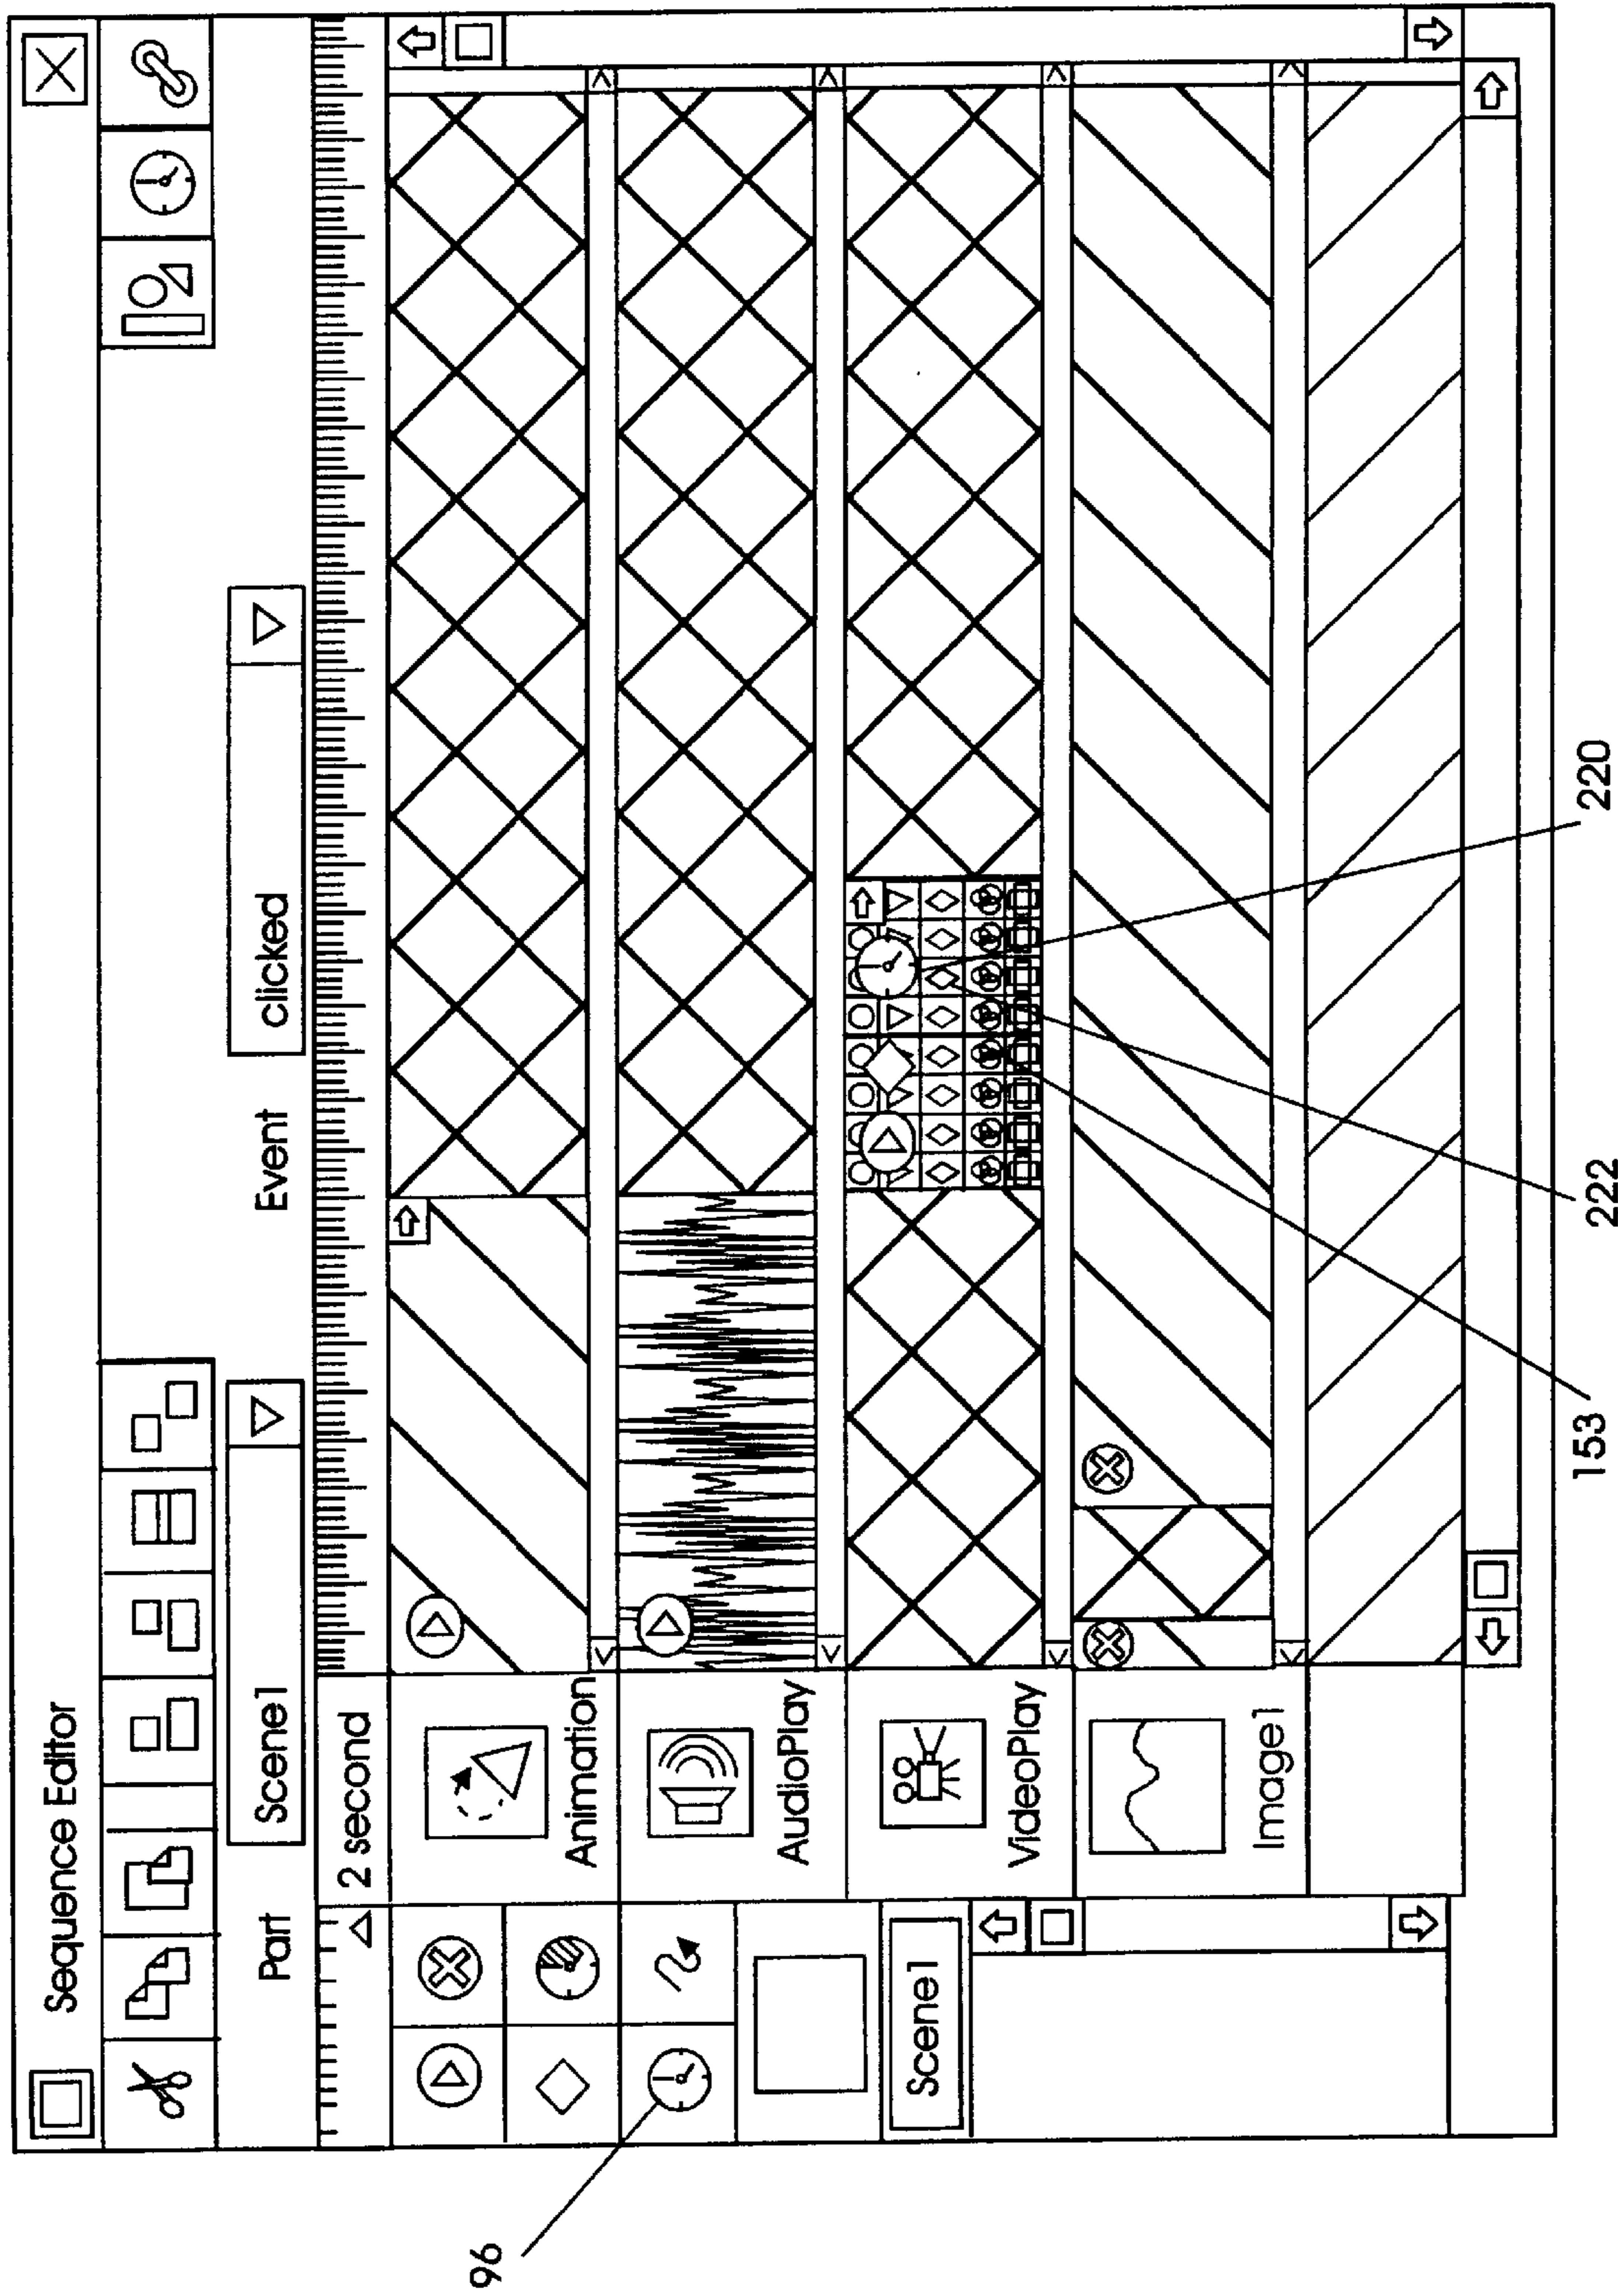 Sequence Editor
Part
Scene1
Event
clicked
2 second
Animation
AudioPlay
VideoPlay
Image1
Scene1
96
153
222
220